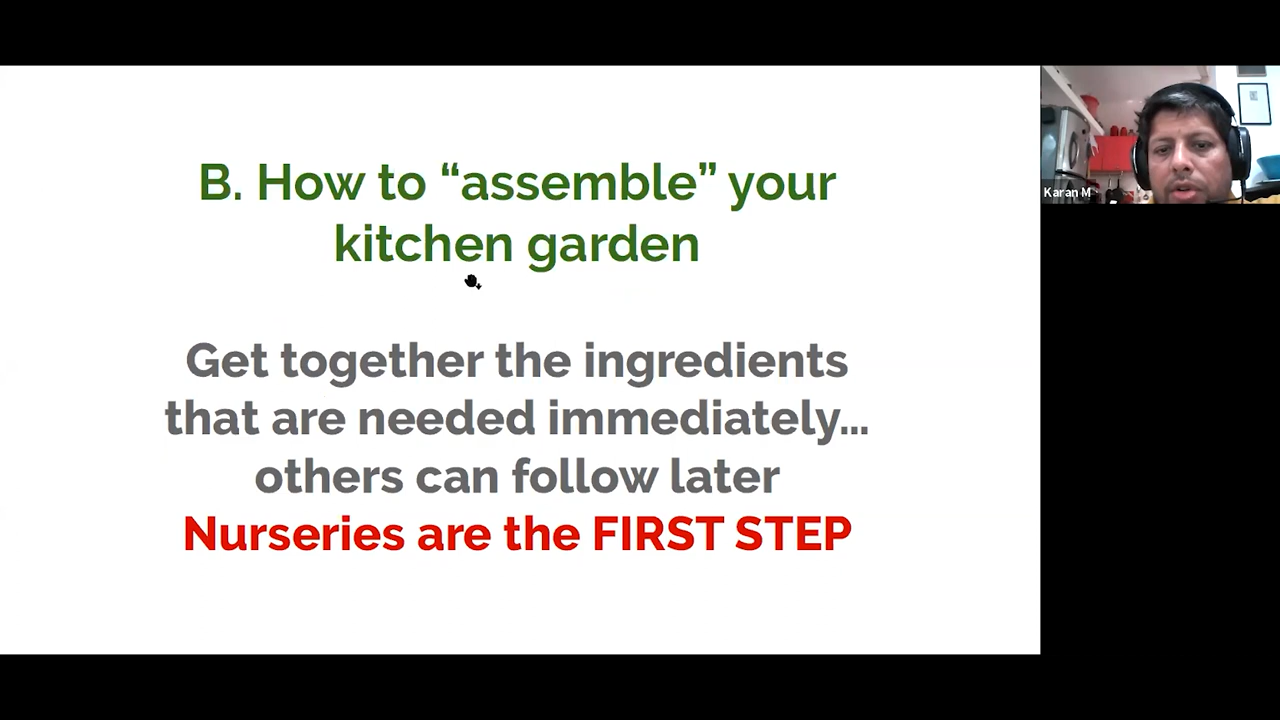 B. How to “assemble” your
kitchen garden
Get together the ingredients
that are needed immediately...
others can follow later
Nurseries are the FIRST STEP
Karan M